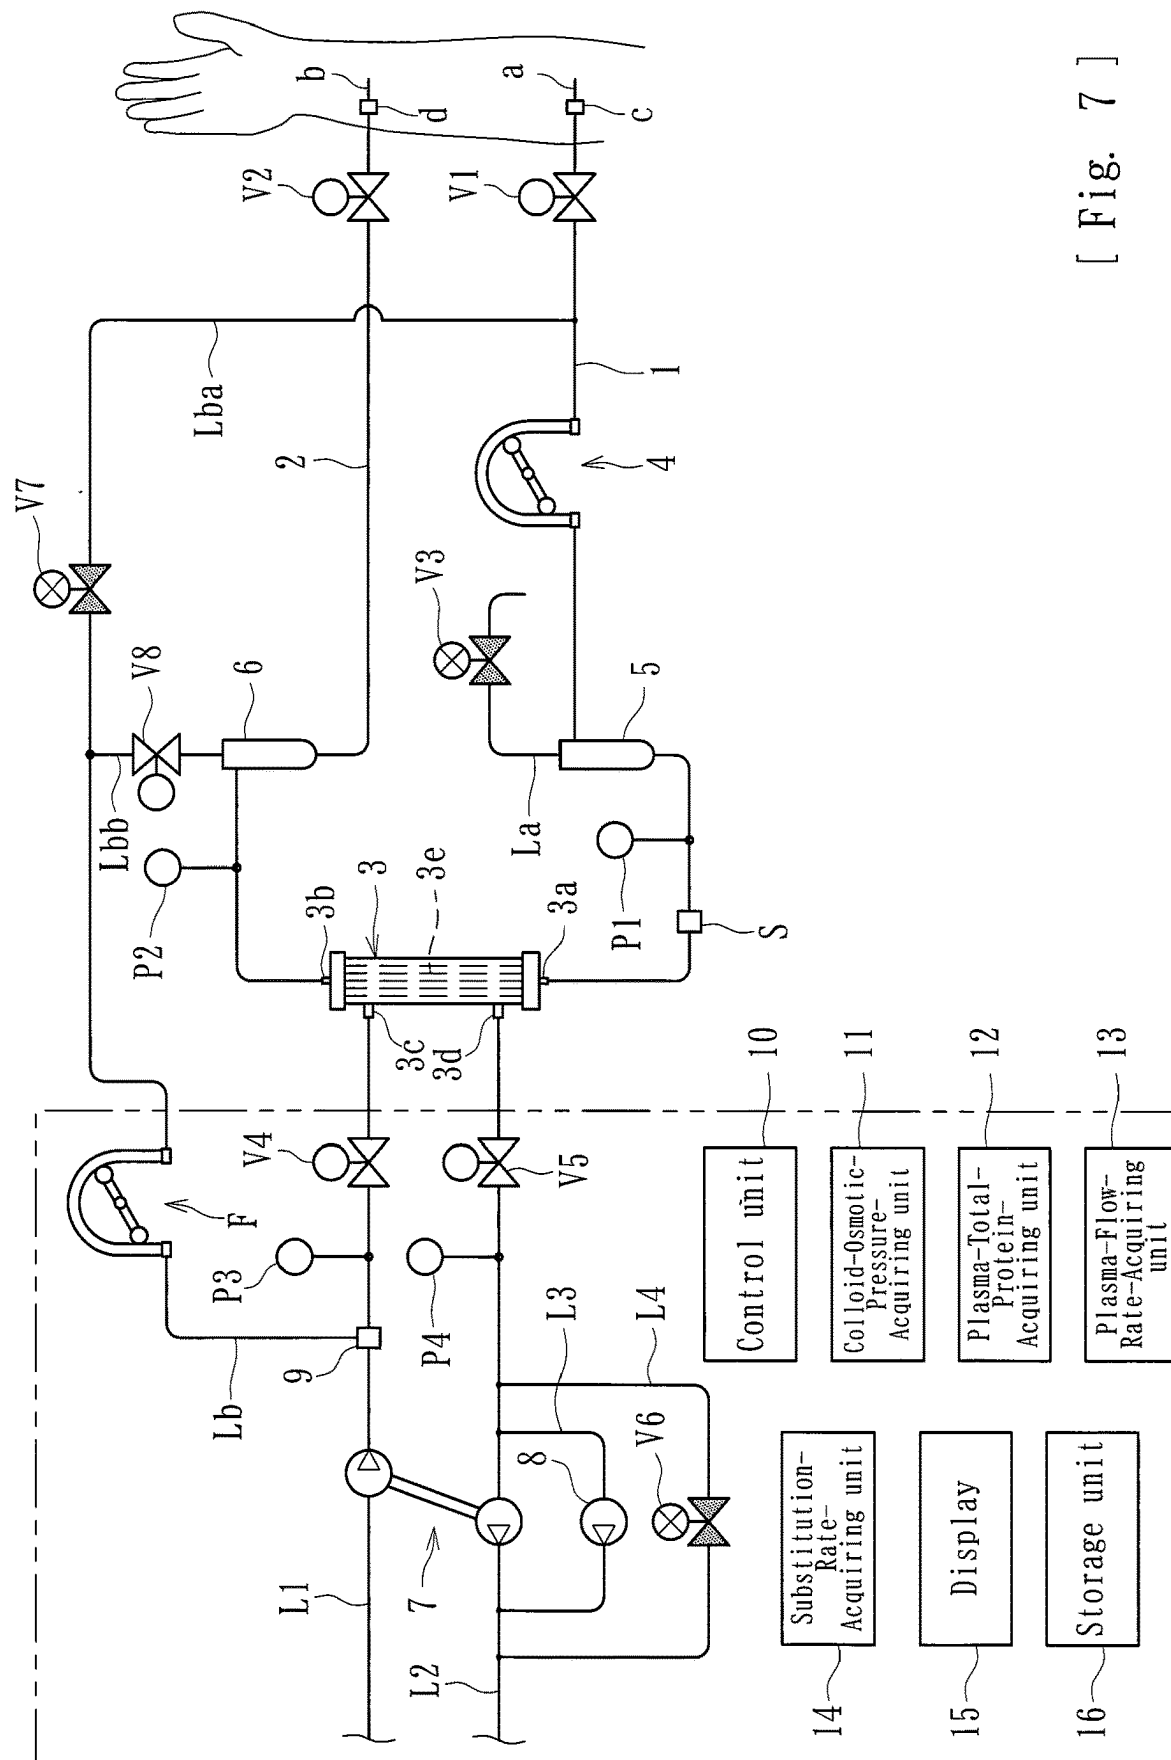 [ Fig. 7 ]
b
d
a
c
V2
V1
Lba
2
1
4
V7
V8
6
V3
5
Lbb
La
P2
3b
3
3e
3a
P1
S
3c
3d
F
V4
V5
P3
P4
9
Lb
L3
L4
8
V6
L1
7
L2
Control unit
10
Colloid-Osmotic-
Pressure-
Acquiring unit
11
Plasma-Total-
Protein-
Acquiring unit
12
Plasma-Flow-
Rate-Acquiring
unit
13
Substitution-
Rate-
Acquiring unit
14
Display
15
Storage unit
16